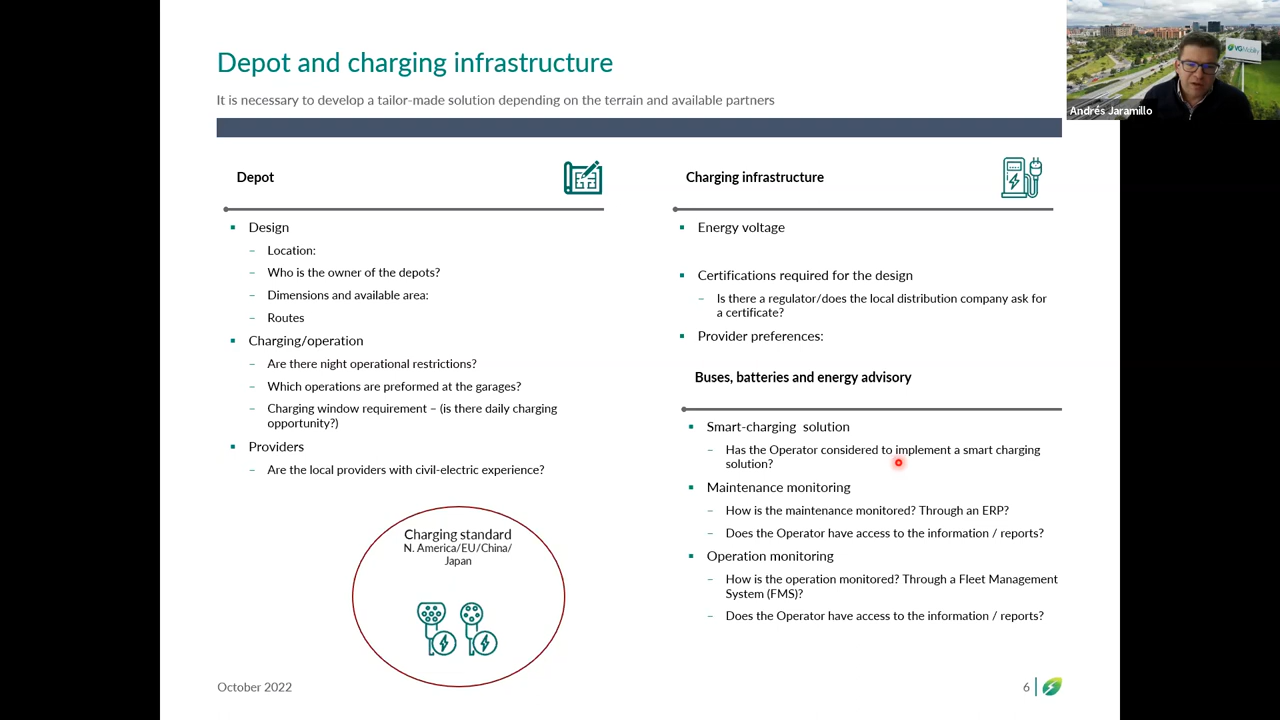 Depot and charging infrastructure
It is necessary to develop a tailor-made solution depending on the terrain and available partners
VGMobility
Andrés Jaramillo
Depot
Design
– Location:
– Who is the owner of the depots?
– Dimensions and available area:
– Routes
Charging/operation
– Are there night operational restrictions?
– Which operations are preformed at the garages?
– Charging window requirement – (is there daily charging
opportunity?)
Providers
– Are the local providers with civil-electric experience?
Charging standard
N. America/EU/China/
Japan
Charging infrastructure
Energy voltage
Certifications required for the design
– Is there a regulator/does the local distribution company ask for
a certificate?
Provider preferences:
Buses, batteries and energy advisory
Smart-charging solution
– Has the Operator considered to implement a smart charging
solution?
Maintenance monitoring
– How is the maintenance monitored? Through an ERP?
– Does the Operator have access to the information / reports?
Operation monitoring
– How is the operation monitored? Through a Fleet Management
System (FMS)?
– Does the Operator have access to the information / reports?
October 2022
6